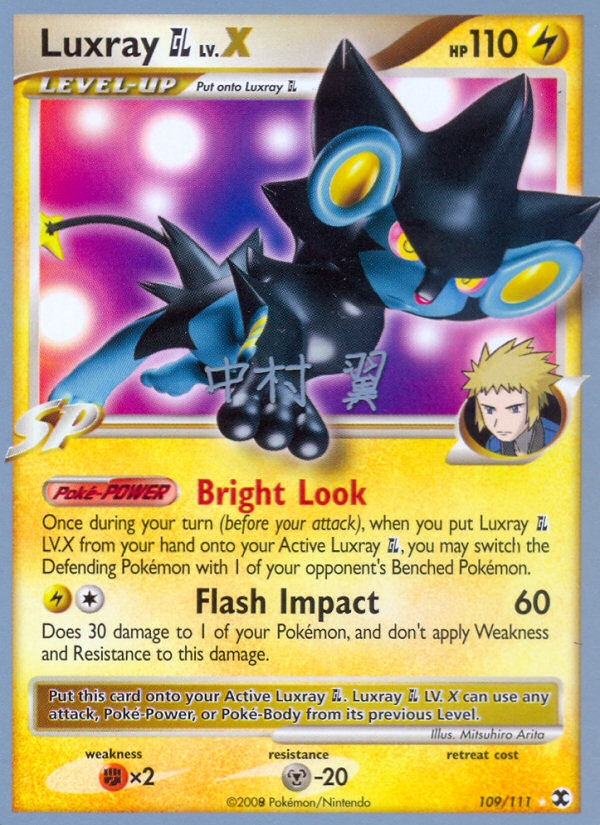 Luxray GL LV.X HP110
LEVEL-UP Put onto Luxray GL
中村 翼
SP
Poké-POWER Bright Look
Once during your turn (before your attack), when you put Luxray GL
LV.X from your hand onto your Active Luxray GL, you may switch the
Defending Pokémon with 1 of your opponent's Benched Pokémon.
Flash Impact 60
Does 30 damage to 1 of your Pokémon, and don't apply Weakness
and Resistance to this damage.
Put this card onto your Active Luxray GL. Luxray GL LV. X can use any
attack, Poké-Power, or Poké-Body from its previous Level.
Illus. Mitsuhiro Arita
weakness resistance retreat cost
×2 -20
©2009 Pokémon/Nintendo 109/111